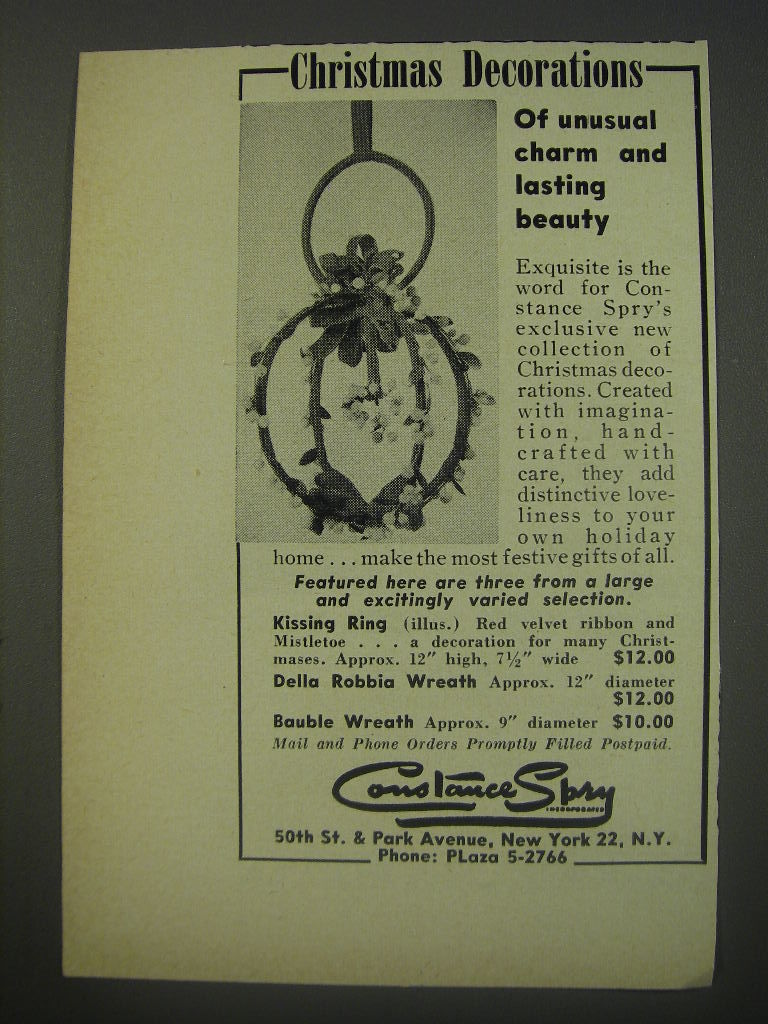 Christmas Decorations
Of unusual
charm and
lasting
beauty
Exquisite is the
word for Con-
stance Spry's
exclusive new
collection of
Christmas deco-
rations. Created
with imagina-
tion, hand-
crafted with
care, they add
distinctive love-
liness to your
own holiday
home . . . make the most festive gifts of all.
Featured here are three from a large
and excitingly varied selection.
Kissing Ring (illus.) Red velvet ribbon and
Mistletoe . . . a decoration for many Christ-
mases. Approx. 12" high, 7½" wide $12.00
Della Robbia Wreath Approx. 12" diameter
$12.00
Bauble Wreath Approx. 9" diameter $10.00
Mail and Phone Orders Promptly Filled Postpaid.
Constance Spry
INCORPORATED
50th St. & Park Avenue, New York 22, N.Y.
Phone: PLaza 5-2766